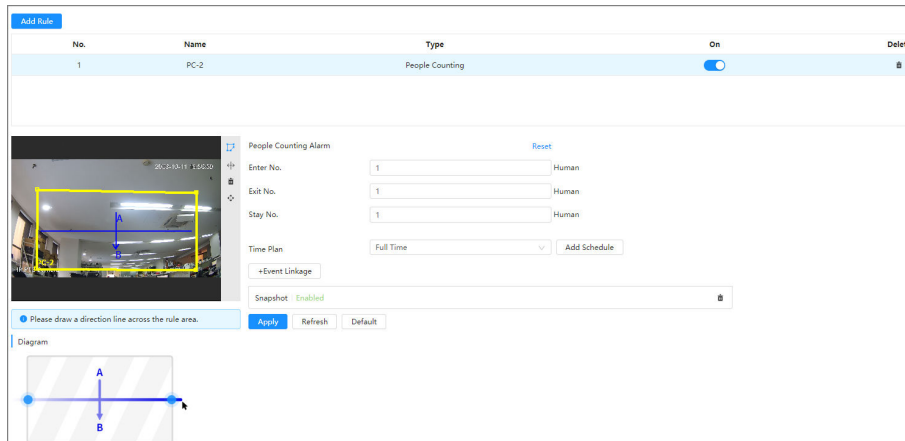 Add Rule
No. Name Type On Delet
1 PC-2 People Counting
People Counting Alarm Reset
Enter No. 1 Human
Exit No. 1 Human
Stay No. 1 Human
Time Plan Full Time Add Schedule
+Event Linkage
Snapshot Enabled
Apply Refresh Default
A
B
PC-2
Please draw a direction line across the rule area.
Diagram
A
B